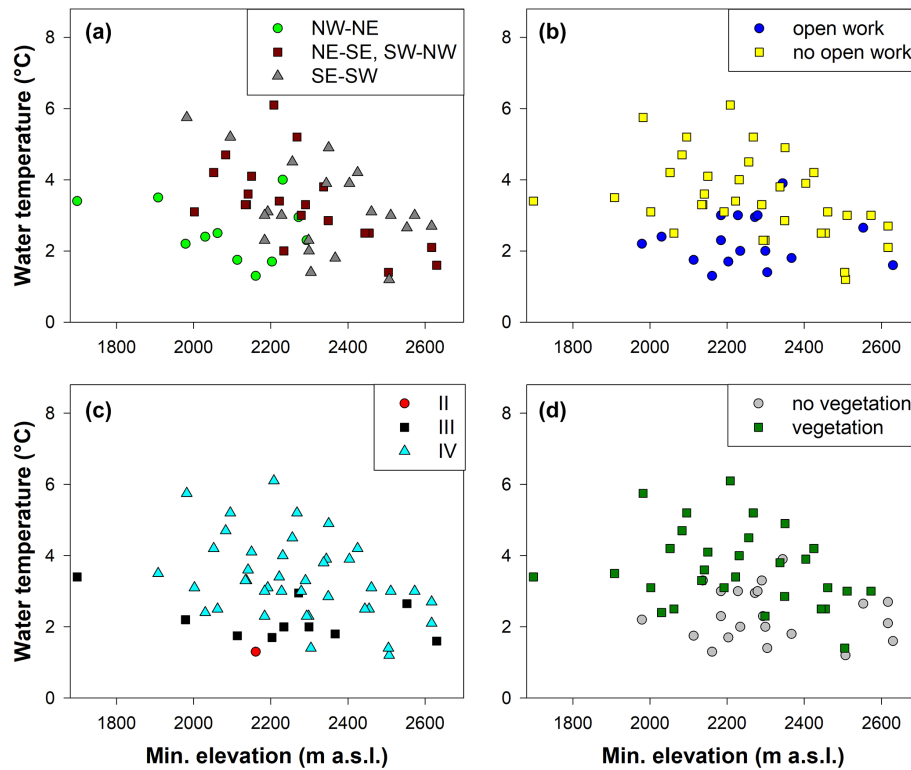 (a)
NW-NE
NE-SE, SW-NW
SE-SW
Water temperature (°C)
8
6
4
2
0
1800 2000 2200 2400 2600
(b)
open work
no open work
8
6
4
2
0
1800 2000 2200 2400 2600
(c)
II
III
IV
Water temperature (°C)
8
6
4
2
0
1800 2000 2200 2400 2600
Min. elevation (m a.s.l.)
(d)
no vegetation
vegetation
8
6
4
2
0
1800 2000 2200 2400 2600
Min. elevation (m a.s.l.)